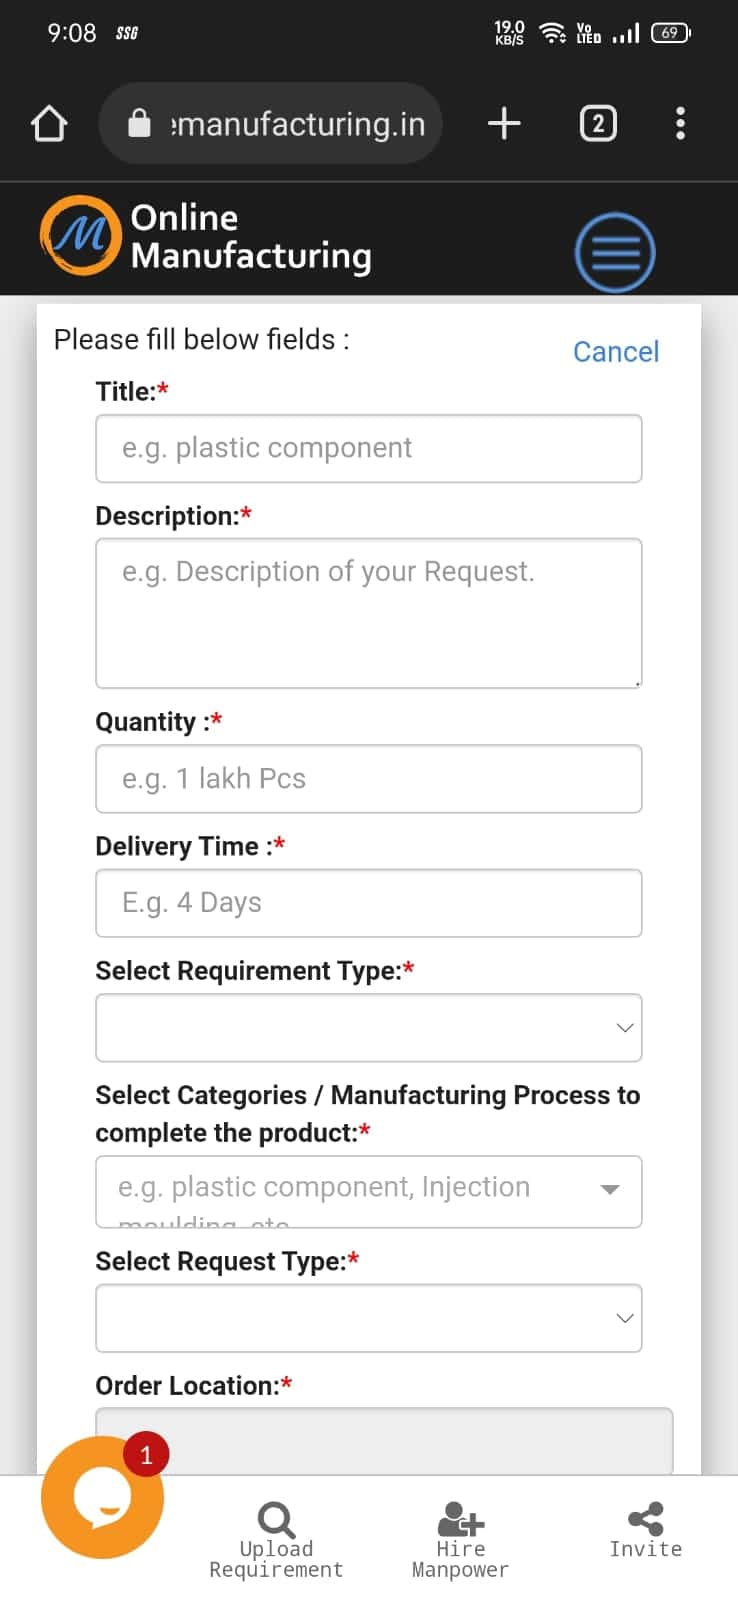 9:08 SSG 19.0 KB/S Vo LTED 69
emanufacturing.in 2
Online
Manufacturing
Please fill below fields :
Cancel
Title:*
e.g. plastic component
Description:*
e.g. Description of your Request.
Quantity :*
e.g. 1 lakh Pcs
Delivery Time :*
E.g. 4 Days
Select Requirement Type:*
Select Categories / Manufacturing Process to
complete the product:*
e.g. plastic component, Injection
moulding, etc
Select Request Type:*
Order Location:*
1
Upload
Requirement
Hire
Manpower
Invite